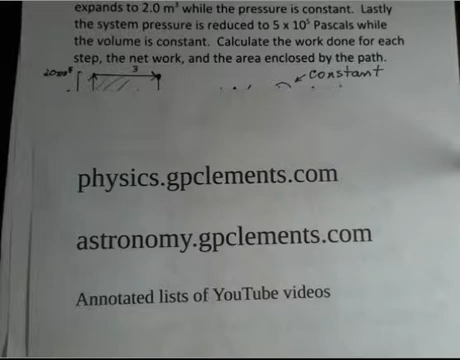 expands to 2.0 m³ while the pressure is constant. Lastly
the system pressure is reduced to 5 x 10⁵ Pascals while
the volume is constant. Calculate the work done for each
step, the net work, and the area enclosed by the path.
3
constant
physics.gpclements.com
astronomy.gpclements.com
Annotated lists of YouTube videos